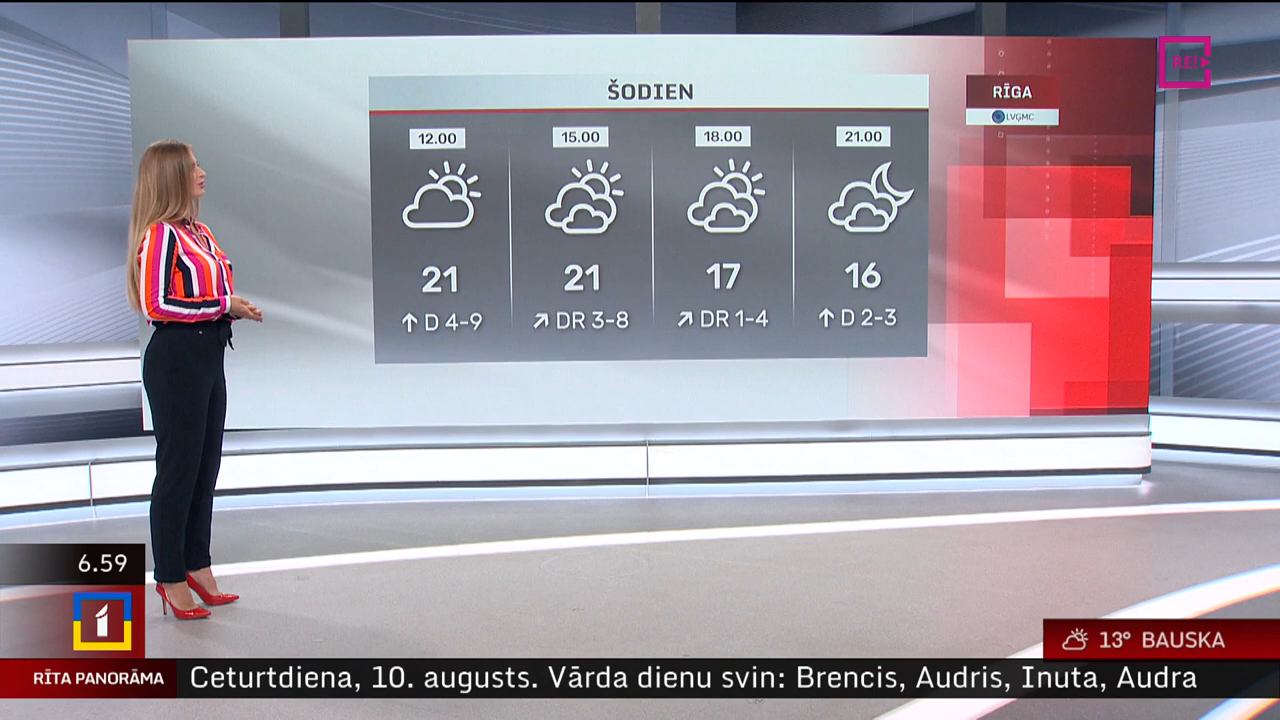 ŠODIEN
RĪGA
LVĢMC
RE!
12.00
15.00
18.00
21.00
21
21
17
16
D 4-9
DR 3-8
DR 1-4
D 2-3
6.59
1
13° BAUSKA
RĪTA PANORĀMA
Ceturtdiena, 10. augusts. Vārda dienu svin: Brencis, Audris, Inuta, Audra